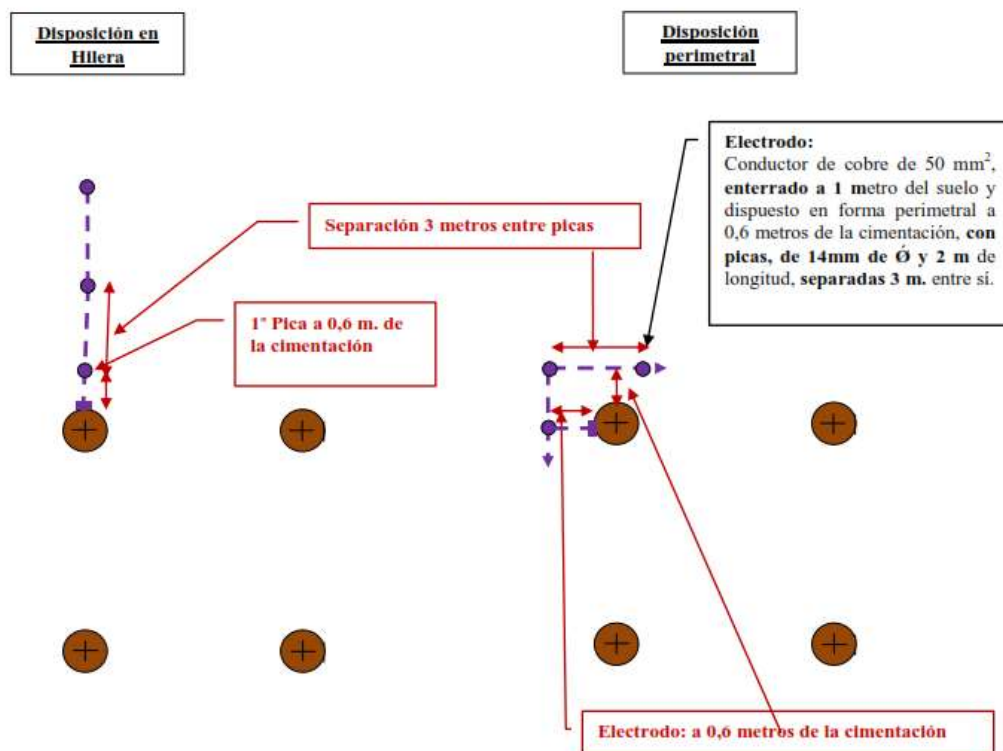 Disposición en
Hilera
Disposición
perimetral
Electrodo:
Conductor de cobre de 50 mm²,
enterrado a 1 metro del suelo y
dispuesto en forma perimetral a
0,6 metros de la cimentación, con
picas, de 14mm de Ǿ y 2 m de
longitud, separadas 3 m. entre sí.
Separación 3 metros entre picas
1ª Pica a 0,6 m. de
la cimentación
Electrodo: a 0,6 metros de la cimentación